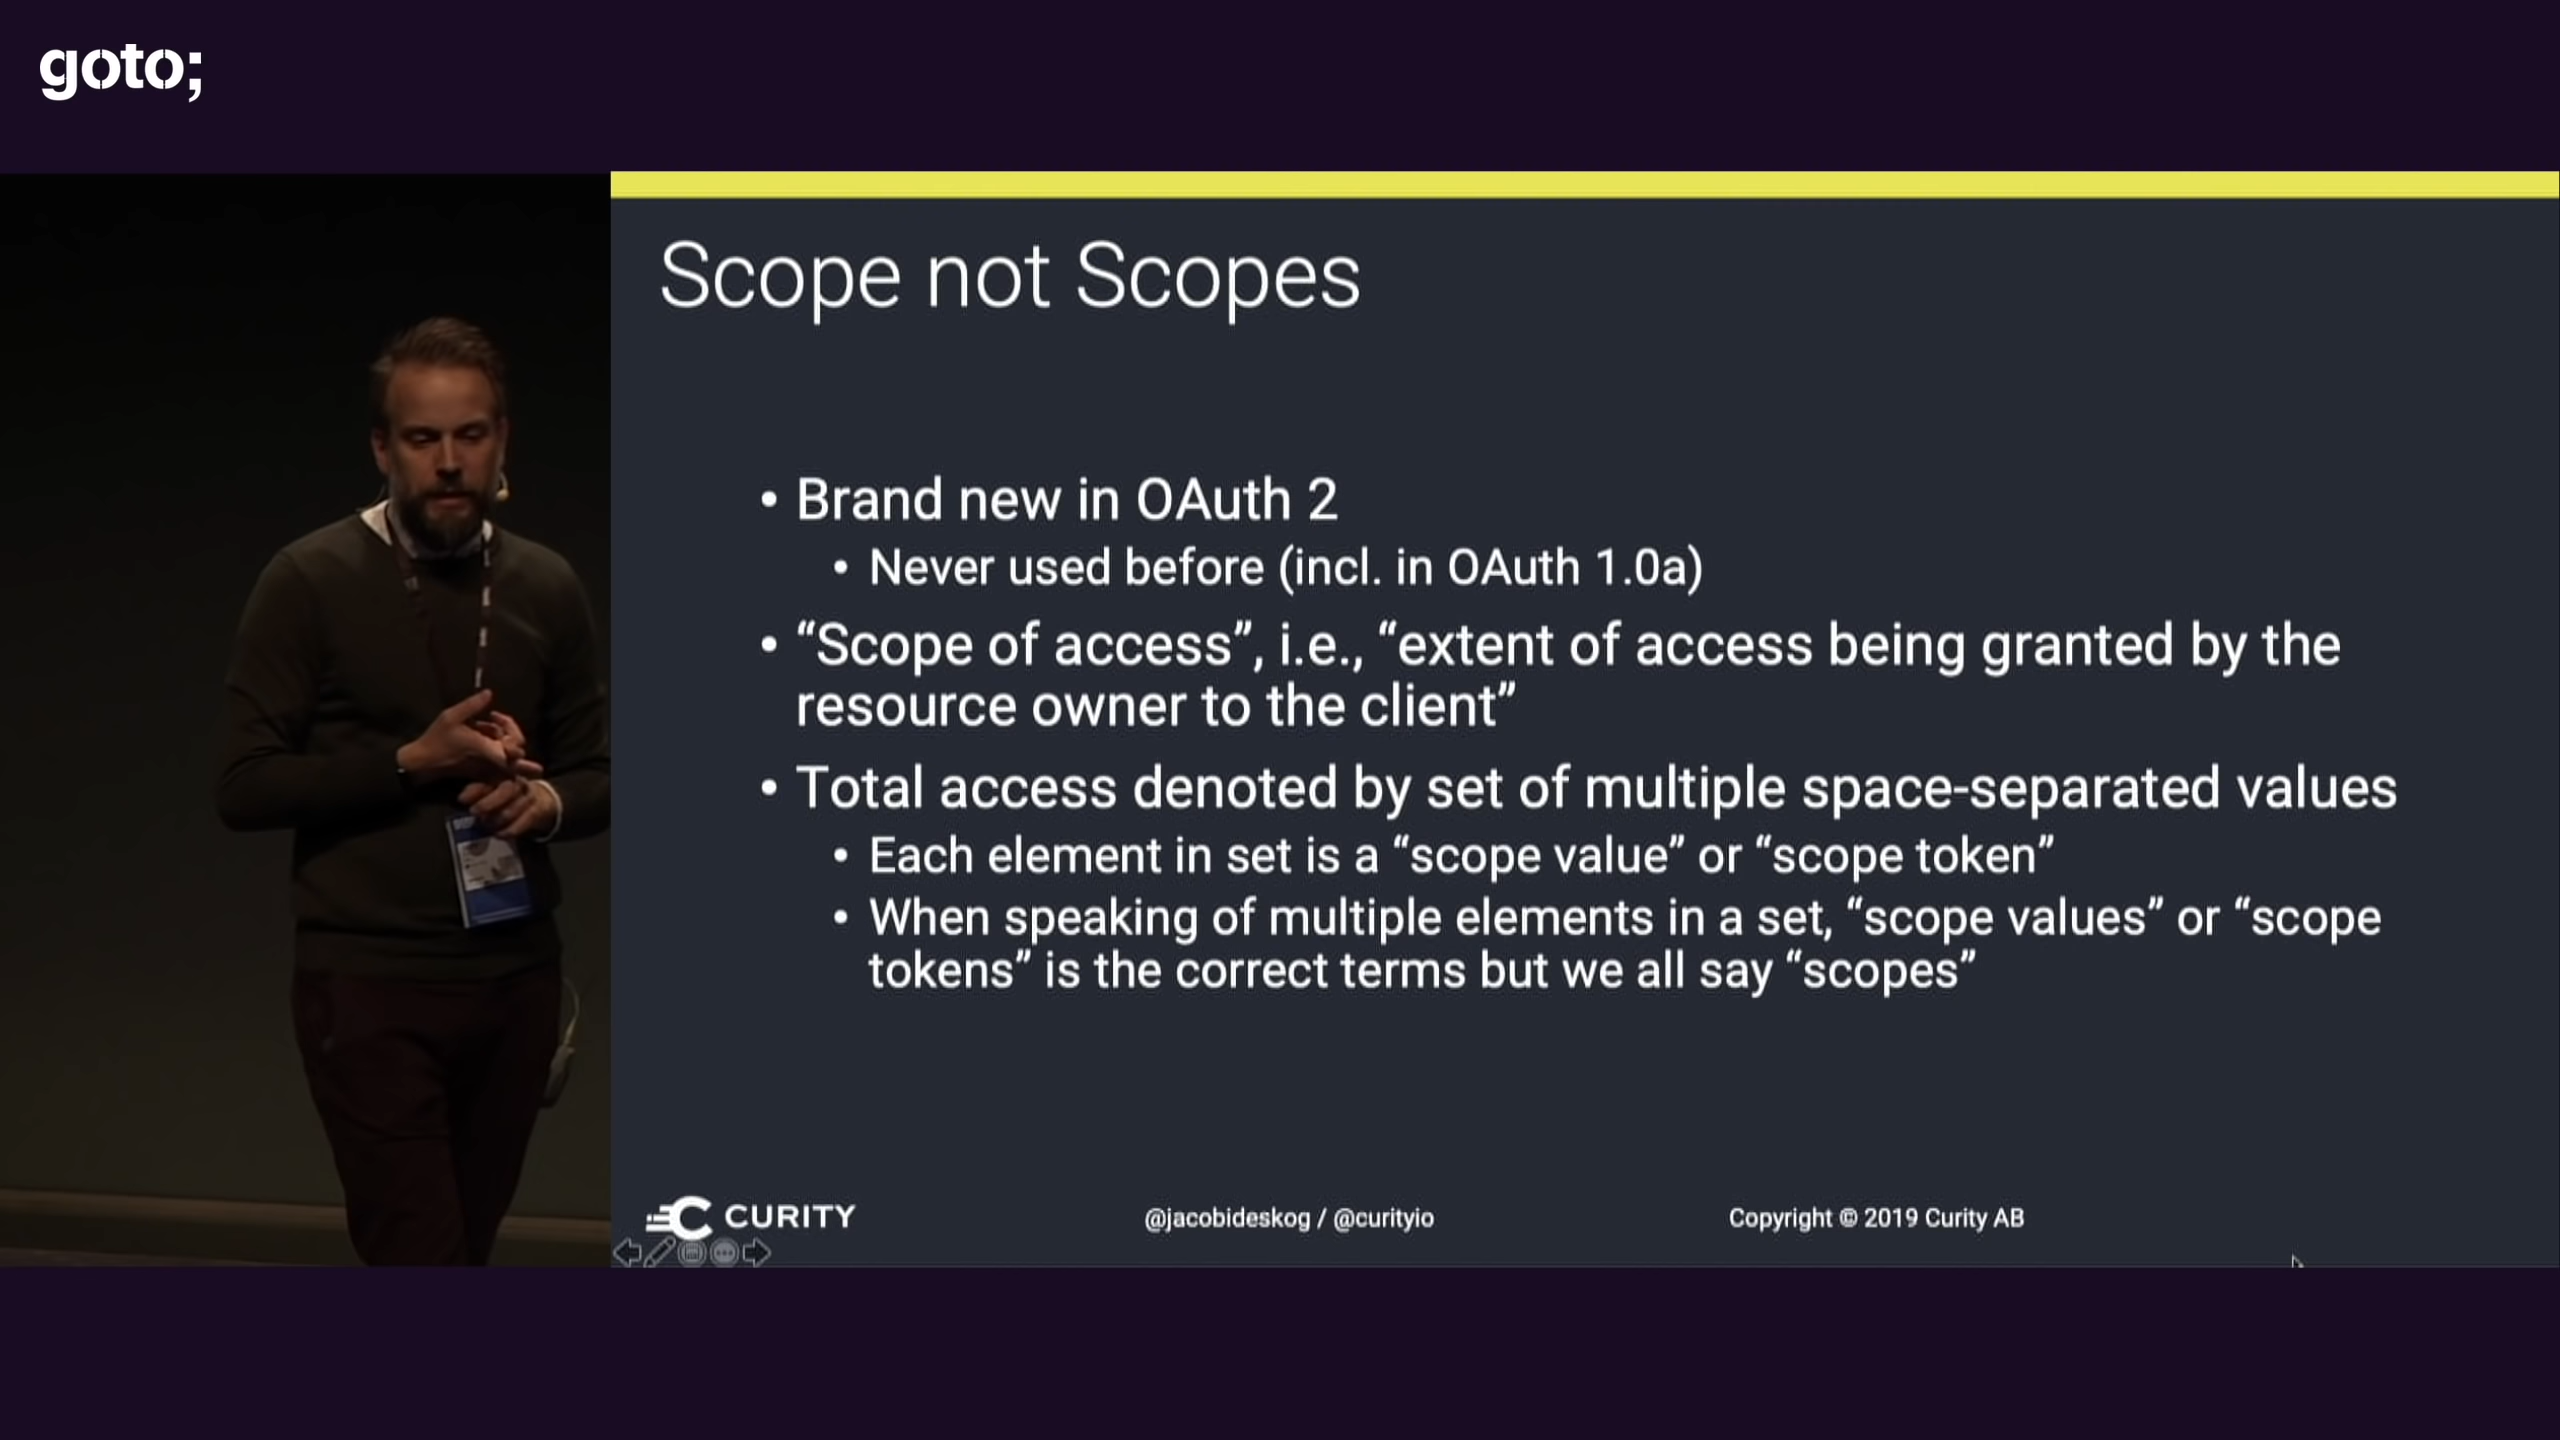 goto;
Scope not Scopes
• Brand new in OAuth 2
• Never used before (incl. in OAuth 1.0a)
• “Scope of access”, i.e., “extent of access being granted by the
resource owner to the client”
• Total access denoted by set of multiple space-separated values
• Each element in set is a “scope value” or “scope token”
• When speaking of multiple elements in a set, “scope values” or “scope
tokens” is the correct terms but we all say “scopes”
CURITY
@jacobideskog / @curityio
Copyright © 2019 Curity AB